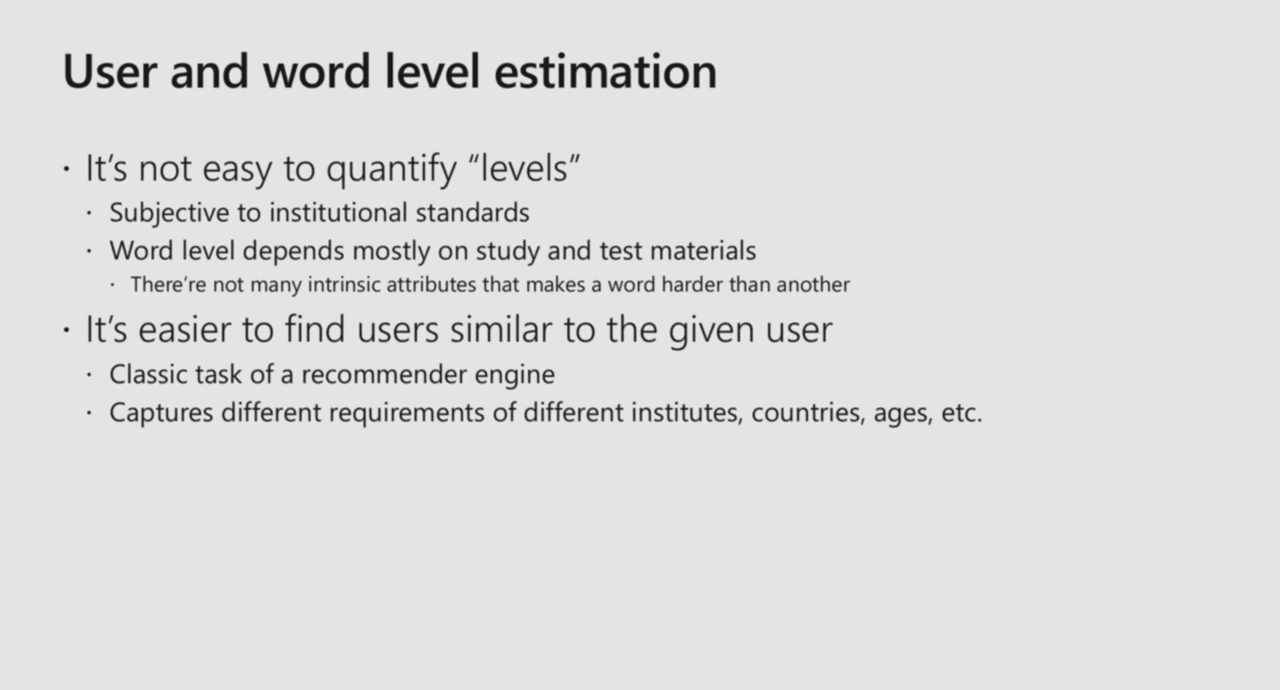 User and word level estimation
· It's not easy to quantify “levels”
· Subjective to institutional standards
· Word level depends mostly on study and test materials
· There're not many intrinsic attributes that makes a word harder than another
· It's easier to find users similar to the given user
· Classic task of a recommender engine
· Captures different requirements of different institutes, countries, ages, etc.